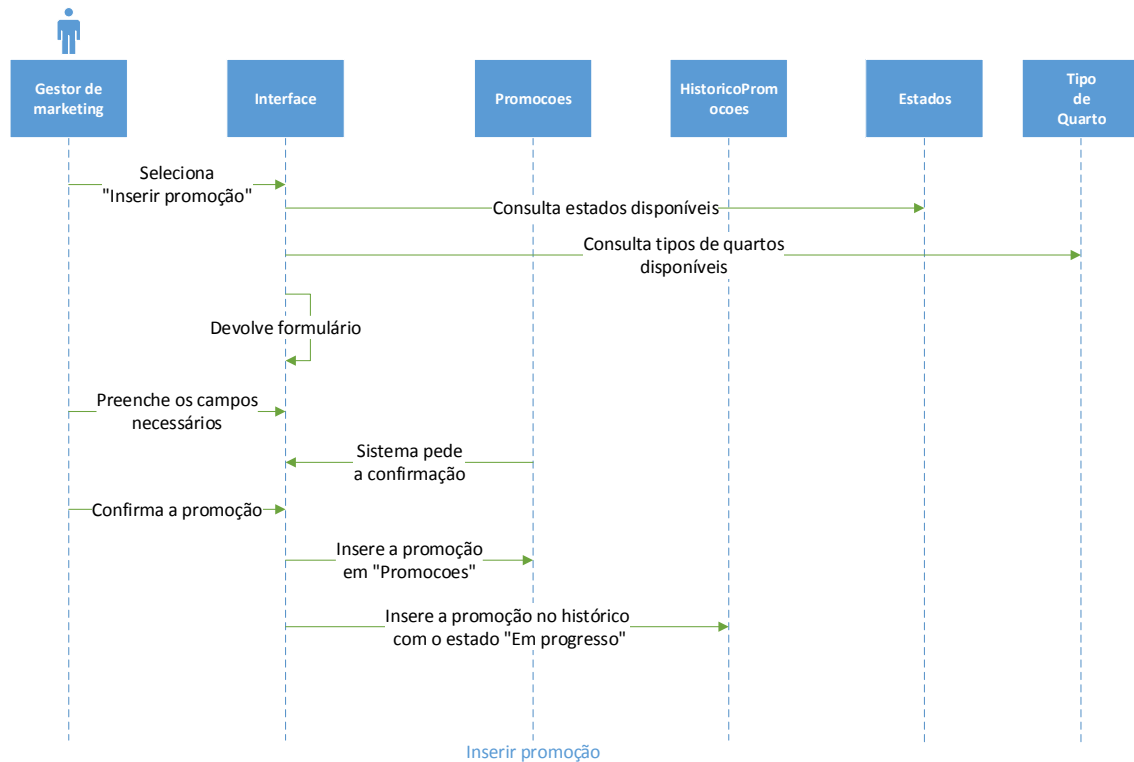 Gestor de
marketing
Interface
Promocoes
HistoricoProm
ocoes
Estados
Tipo
de
Quarto
Seleciona
"Inserir promoção"
Consulta estados disponíveis
Consulta tipos de quartos
disponíveis
Devolve formulário
Preenche os campos
necessários
Sistema pede
a confirmação
Confirma a promoção
Insere a promoção
em "Promocoes"
Insere a promoção no histórico
com o estado "Em progresso"
Inserir promoção